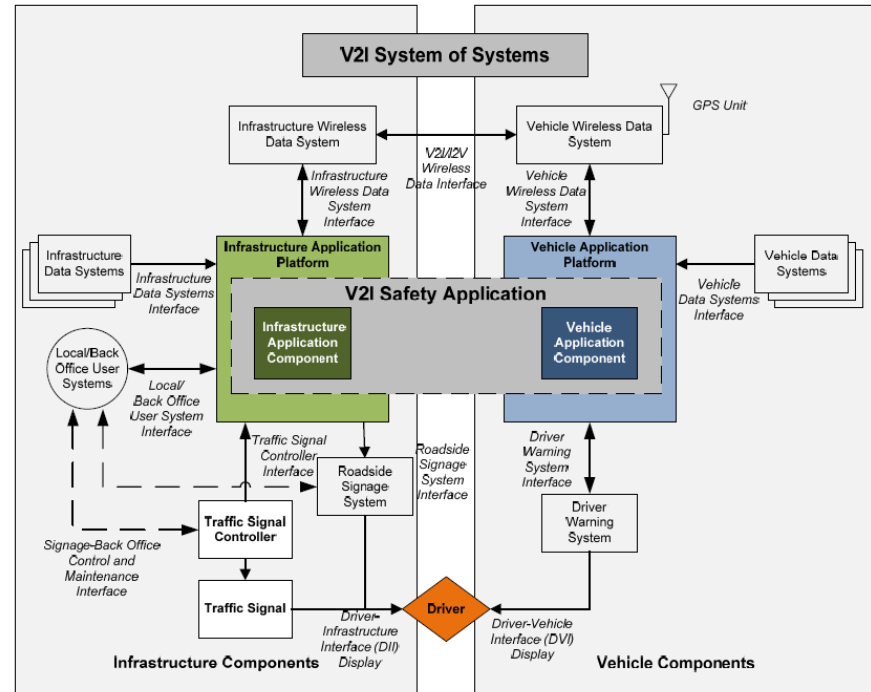 V2I System of Systems
GPS Unit
Infrastructure Wireless
Data System
Vehicle Wireless Data
System
V2I/I2V
Wireless
Data Interface
Infrastructure
Wireless Data
System
Interface
Vehicle
Wireless Data
System
Interface
Infrastructure
Data Systems
Infrastructure
Data Systems
Interface
Infrastructure Application
Platform
Vehicle Application
Platform
Vehicle Data
Systems
Vehicle
Data Systems
Interface
V2I Safety Application
Infrastructure
Application
Component
Vehicle
Application
Component
Local/Back
Office User
Systems
Local/
Back Office
User System
Interface
Traffic Signal
Controller
Interface
Roadside
Signage
System
Interface
Driver
Warning
System
Interface
Roadside
Signage
System
Traffic Signal
Controller
Driver
Warning
System
Signage-Back Office
Control and
Maintenance
Interface
Traffic Signal
Driver
Driver-
Infrastructure
Interface (DII)
Display
Driver-Vehicle
Interface (DVI)
Display
Infrastructure Components
Vehicle Components